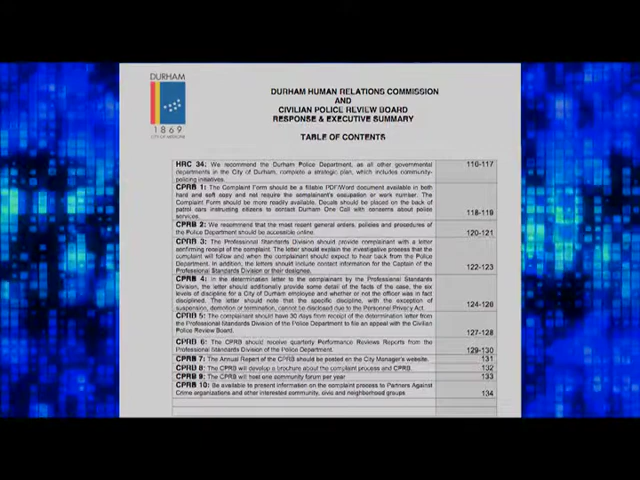 DURHAM
1869
CITY OF MEDICINE
DURHAM HUMAN RELATIONS COMMISSION
AND
CIVILIAN POLICE REVIEW BOARD
RESPONSE & EXECUTIVE SUMMARY
TABLE OF CONTENTS
HRC 34: We recommend the Durham Police Department, as all other governmental
departments in the City of Durham, complete a strategic plan, which includes community-
policing initiatives. 116-117
CPRB 1: The Complaint Form should be a fillable PDF/Word document available in both
hard and soft copy and not require the complainant's occupation or work number. The
Complaint Form should be more readily available. Decals should be placed on the back of
patrol cars instructing citizens to contact Durham One Call with concerns about police
services. 118-119
CPRB 2: We recommend that the most recent general orders, policies and procedures of
the Police Department should be accessible online. 120-121
CPRB 3: The Professional Standards Division should provide complainant with a letter
confirming receipt of the complaint. The letter should explain the investigative process that the
complaint will follow and when the complainant should expect to hear back from the Police
Department. In addition, the letters should include contact information for the Captain of the
Professional Standards Division or their designee. 122-123
CPRB 4: In the determination letter to the complainant by the Professional Standards
Division, the letter should additionally provide some detail of the facts of the case, the six
levels of discipline for a City of Durham employee and whether or not the officer was in fact
disciplined. The letter should note that the specific discipline, with the exception of
suspension, demotion or termination, cannot be disclosed due to the Personnel Privacy Act. 124-126
CPRB 5: The complainant should have 30 days from receipt of the determination letter from
the Professional Standards Division of the Police Department to file an appeal with the Civilian
Police Review Board. 127-128
CPRB 6: The CPRB should receive quarterly Performance Reviews Reports from the
Professional Standards Division of the Police Department. 129-130
CPRB 7: The Annual Report of the CPRB should be posted on the City Manager's website. 131
CPRB 8: The CPRB will develop a brochure about the complaint process and CPRB. 132
CPRB 9: The CPRB will host one community forum per year 133
CPRB 10: Be available to present information on the complaint process to Partners Against
Crime organizations and other interested community, civic and neighborhood groups 134